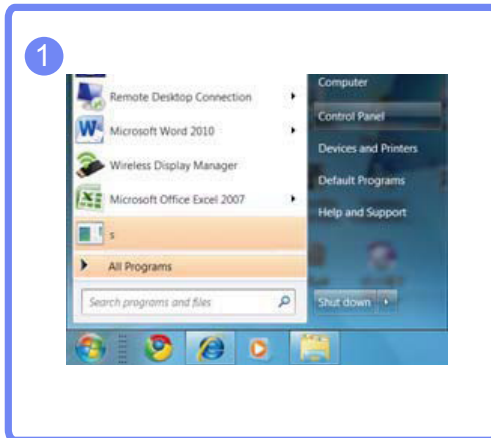 1
Remote Desktop Connection
Microsoft Word 2010
Wireless Display Manager
Microsoft Office Excel 2007
s
All Programs
Search programs and files
Computer
Control Panel
Devices and Printers
Default Programs
Help and Support
Shut down